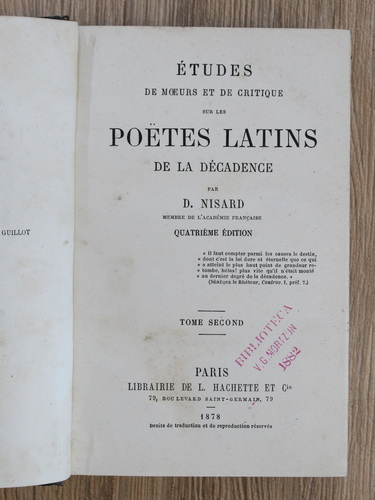 GUILLOT
ÉTUDES
DE MŒURS ET DE CRITIQUE
SUR LES
POËTES LATINS
DE LA DÉCADENCE
PAR
D. NISARD
MEMBRE DE L'ACADÉMIE FRANÇAISE
QUATRIÈME ÉDITION
« Il faut compter parmi les causes le destin,
« dont c'est la loi dure et éternelle que ce qui
« a atteint le plus haut point de grandeur re-
« tombe, hélas! plus vite qu'il n'était monté
« au dernier degré de la décadence. »
(Sénèque le Rhéteur, Controv. I, préf. 7.)
TOME SECOND
BIBLIOTECA
V. G. MORTZUN
1882
PARIS
LIBRAIRIE DE L. HACHETTE ET Cie
79, BOULEVARD SAINT-GERMAIN, 79
1878
Droits de traduction et de reproduction réservés